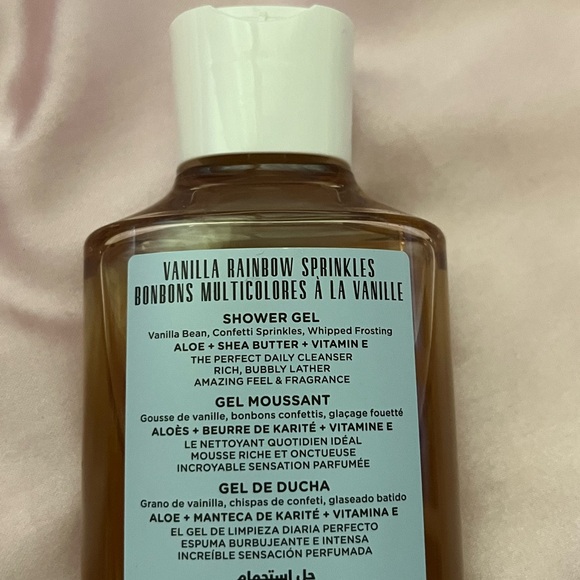 VANILLA RAINBOW SPRINKLES
BONBONS MULTICOLORES À LA VANILLE
SHOWER GEL
Vanilla Bean, Confetti Sprinkles, Whipped Frosting
ALOE + SHEA BUTTER + VITAMIN E
THE PERFECT DAILY CLEANSER
RICH, BUBBLY LATHER
AMAZING FEEL & FRAGRANCE
GEL MOUSSANT
Gousse de vanille, bonbons confettis, glaçage fouetté
ALOÈS + BEURRE DE KARITÉ + VITAMINE E
LE NETTOYANT QUOTIDIEN IDÉAL
MOUSSE RICHE ET ONCTUEUSE
INCROYABLE SENSATION PARFUMÉE
GEL DE DUCHA
Grano de vainilla, chispas de confeti, glaseado batido
ALOE + MANTECA DE KARITÉ + VITAMINA E
EL GEL DE LIMPIEZA DIARIA PERFECTO
ESPUMA BURBUJEANTE E INTENSA
INCREÍBLE SENSACIÓN PERFUMADA
جل استحمام